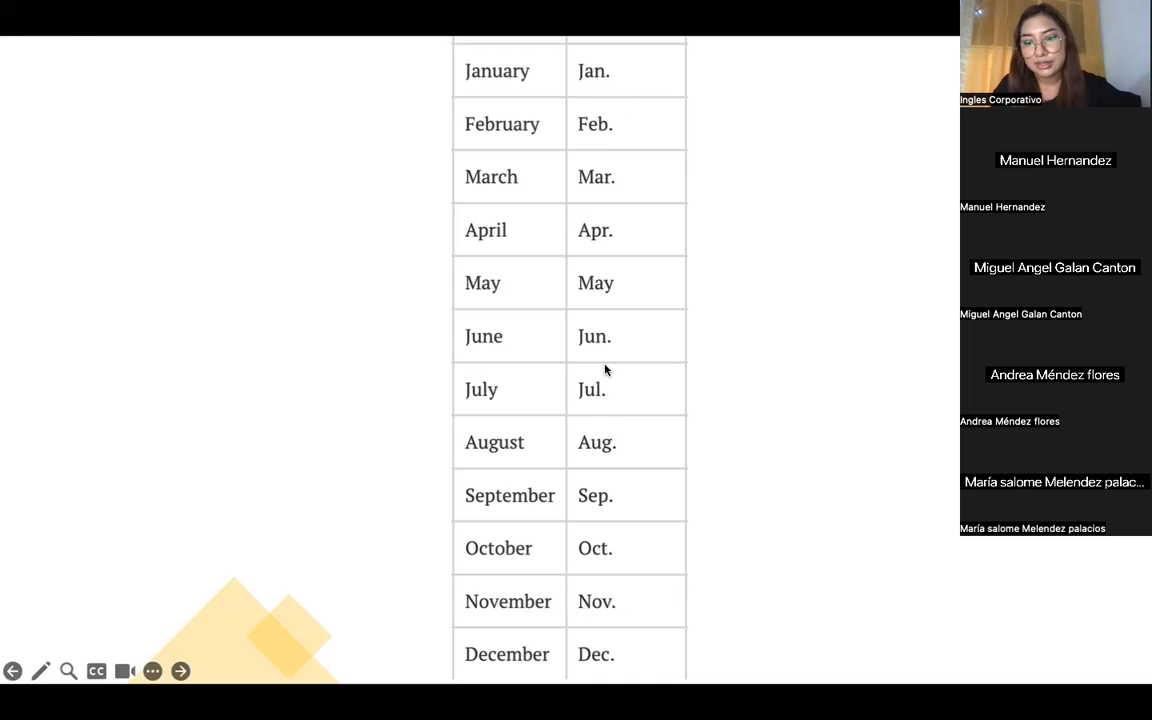 January Jan.
February Feb.
March Mar.
April Apr.
May May
June Jun.
July Jul.
August Aug.
September Sep.
October Oct.
November Nov.
December Dec.
CC
Ingles Corporativo
Manuel Hernandez
Manuel Hernandez
Miguel Angel Galan Canton
Miguel Angel Galan Canton
Andrea Méndez flores
Andrea Méndez flores
María salome Melendez palac...
María salome Melendez palacios